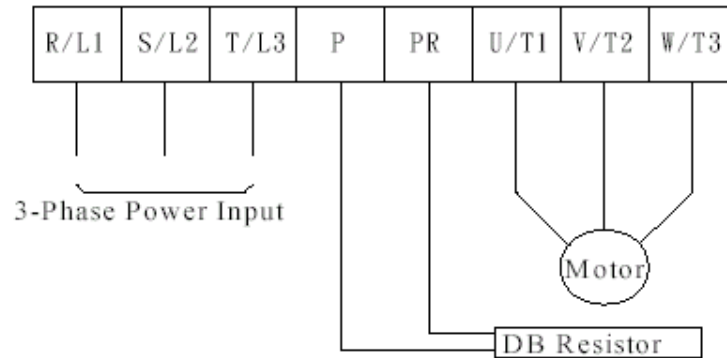 R/L1 S/L2 T/L3 P PR U/T1 V/T2 W/T3
3-Phase Power Input
Motor
DB Resistor